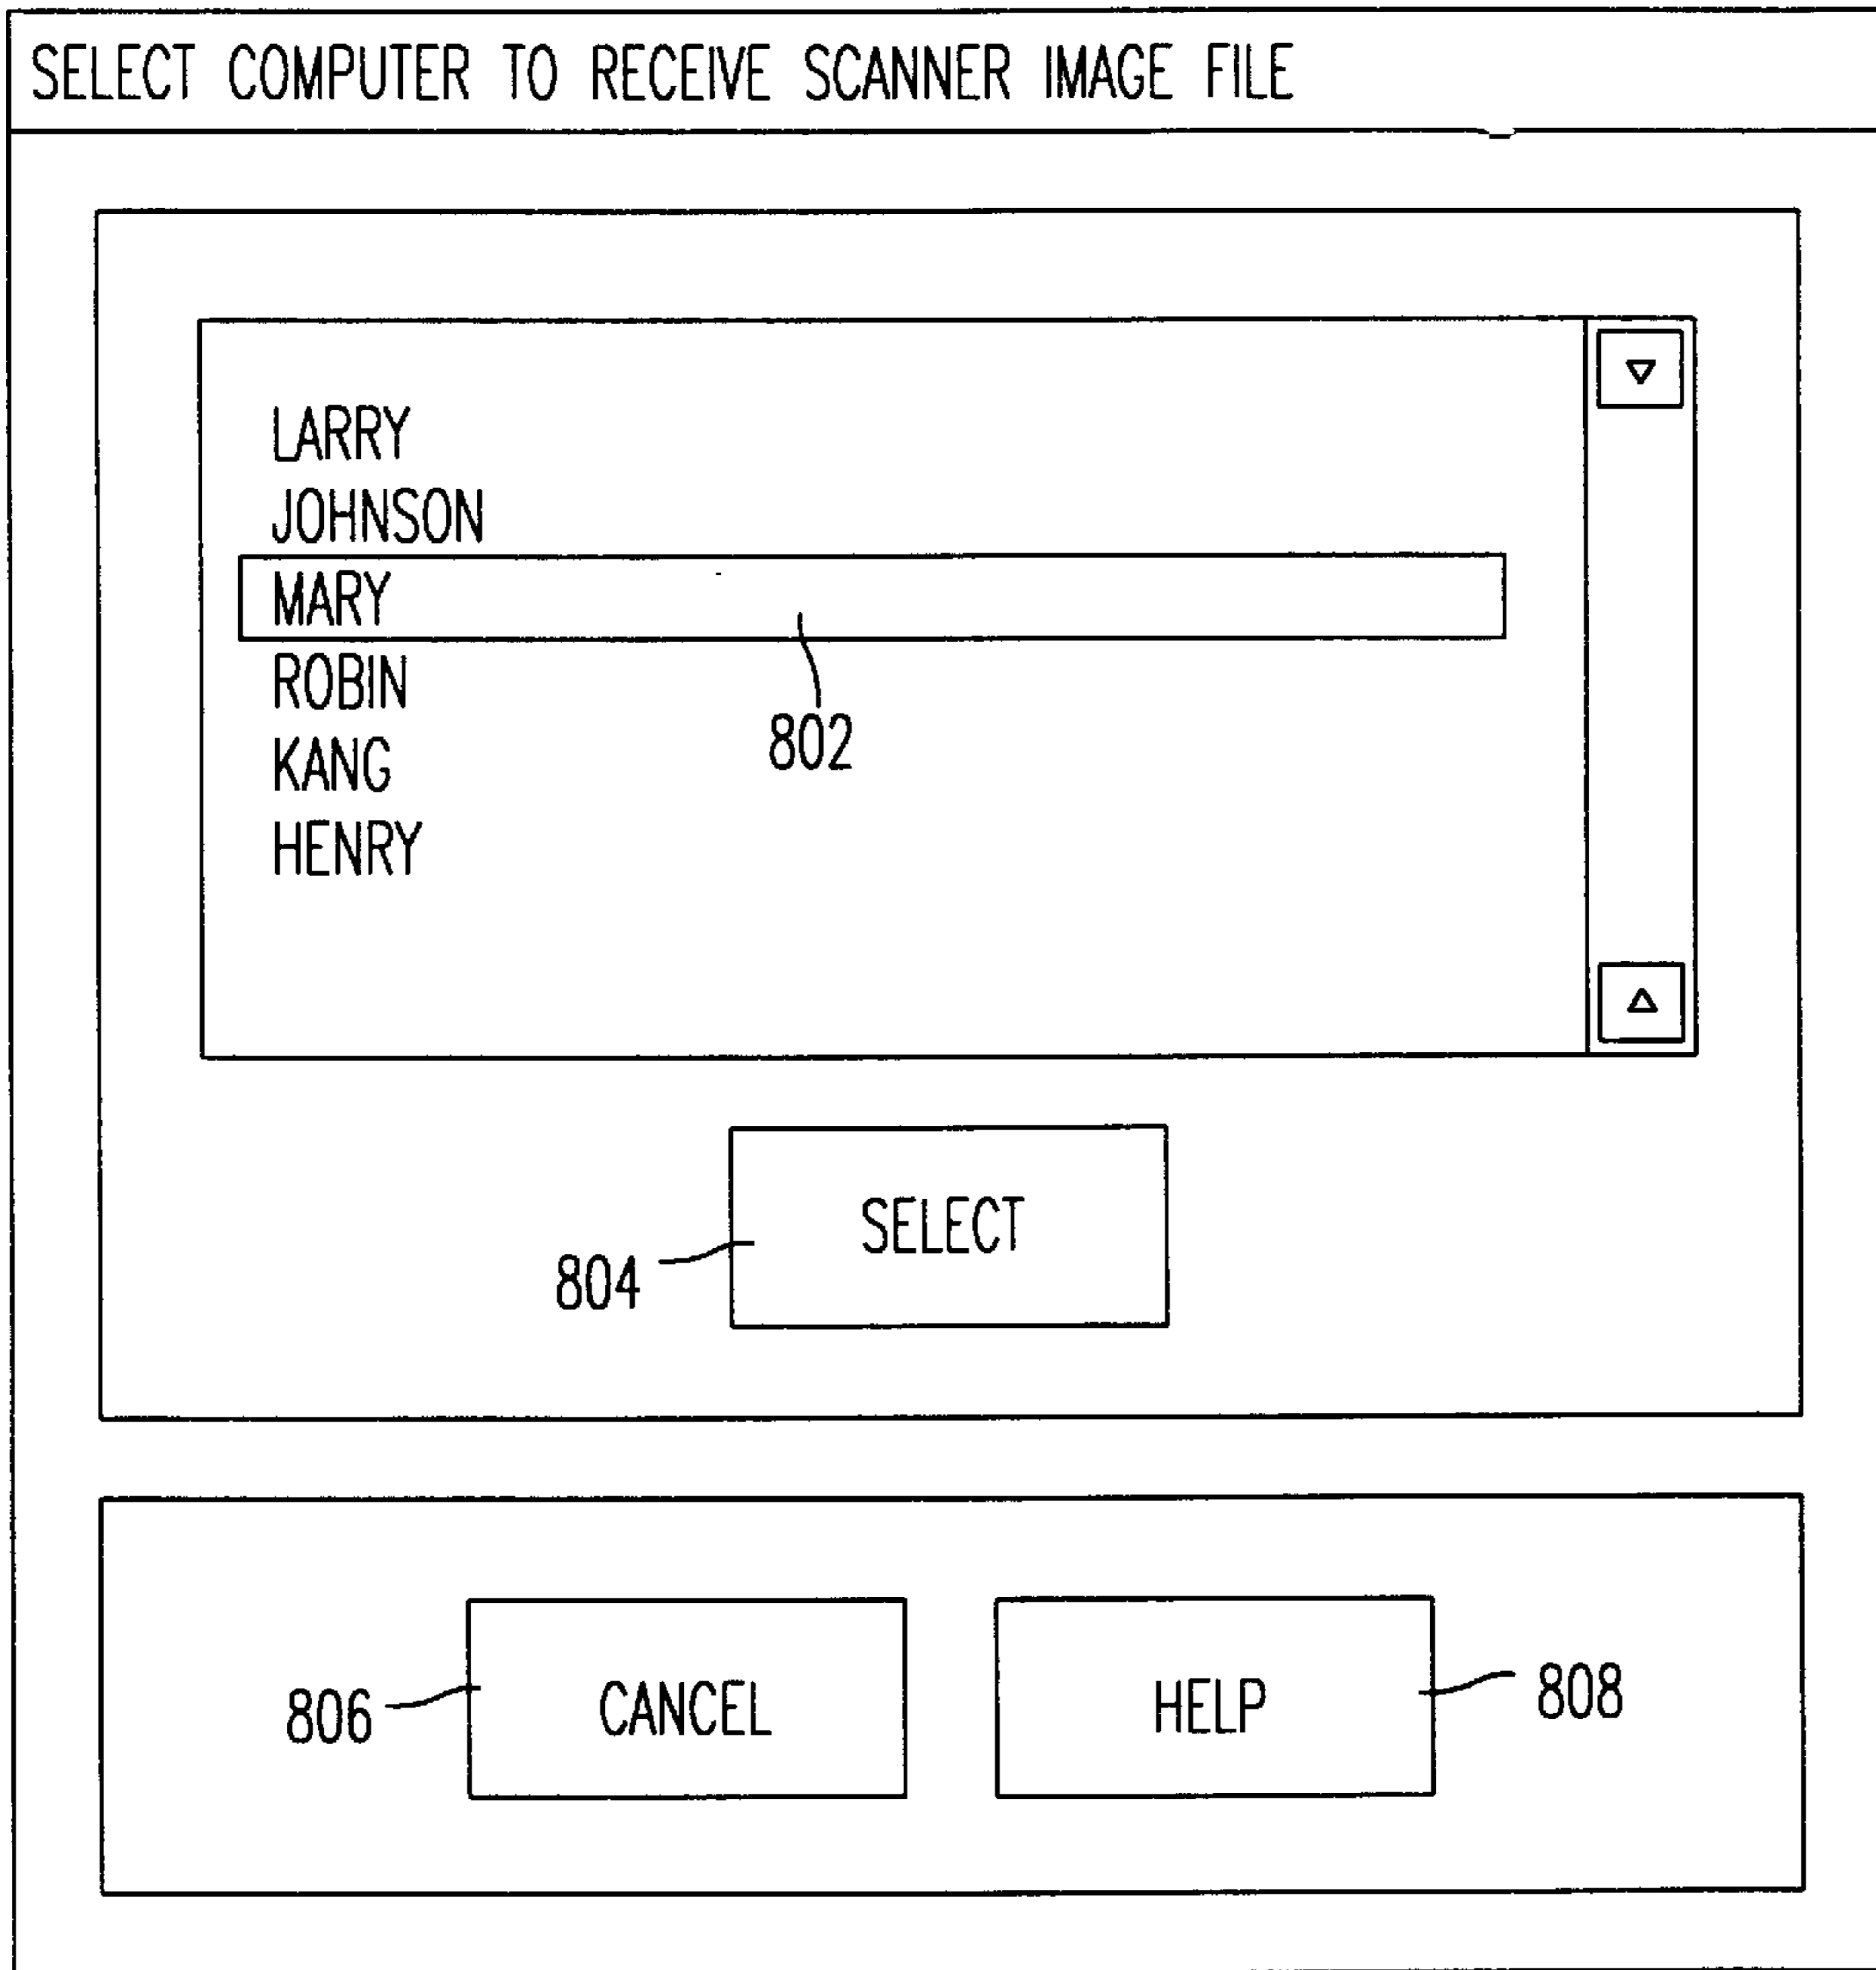 SELECT COMPUTER TO RECEIVE SCANNER IMAGE FILE
LARRY
JOHNSON
MARY
ROBIN
802
KANG
HENRY
SELECT
804
806
CANCEL
HELP
808